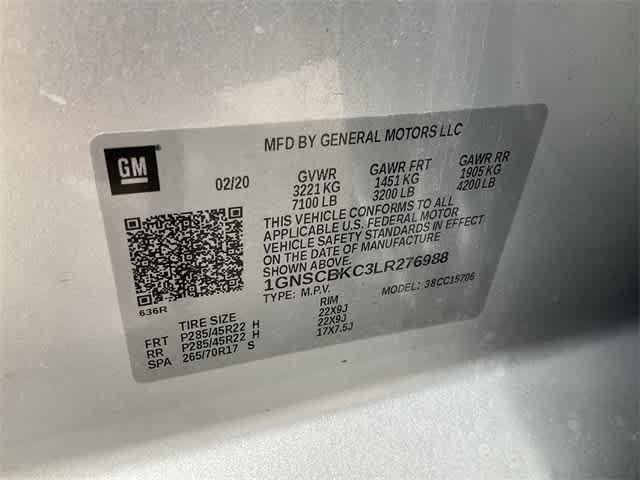 MFD BY GENERAL MOTORS LLC
GM®
02/20
GVWR
3221 KG
7100 LB
GAWR FRT
1451 KG
3200 LB
GAWR RR
1905 KG
4200 LB
THIS VEHICLE CONFORMS TO ALL
APPLICABLE U.S. FEDERAL MOTOR
VEHICLE SAFETY STANDARDS IN EFFECT
ON THE DATE OF MANUFACTURE
SHOWN ABOVE.
1GNSCBKC3LR276988
TYPE: M.P.V. MODEL: 38CC15706
636R
TIRE SIZE RIM
FRT P285/45R22 H 22X9J
RR P285/45R22 H 22X9J
SPA 265/70R17 S 17X7.5J